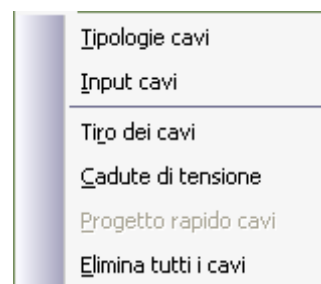 Tipologie cavi
Input cavi
Tiro dei cavi
Cadute di tensione
Progetto rapido cavi
Elimina tutti i cavi